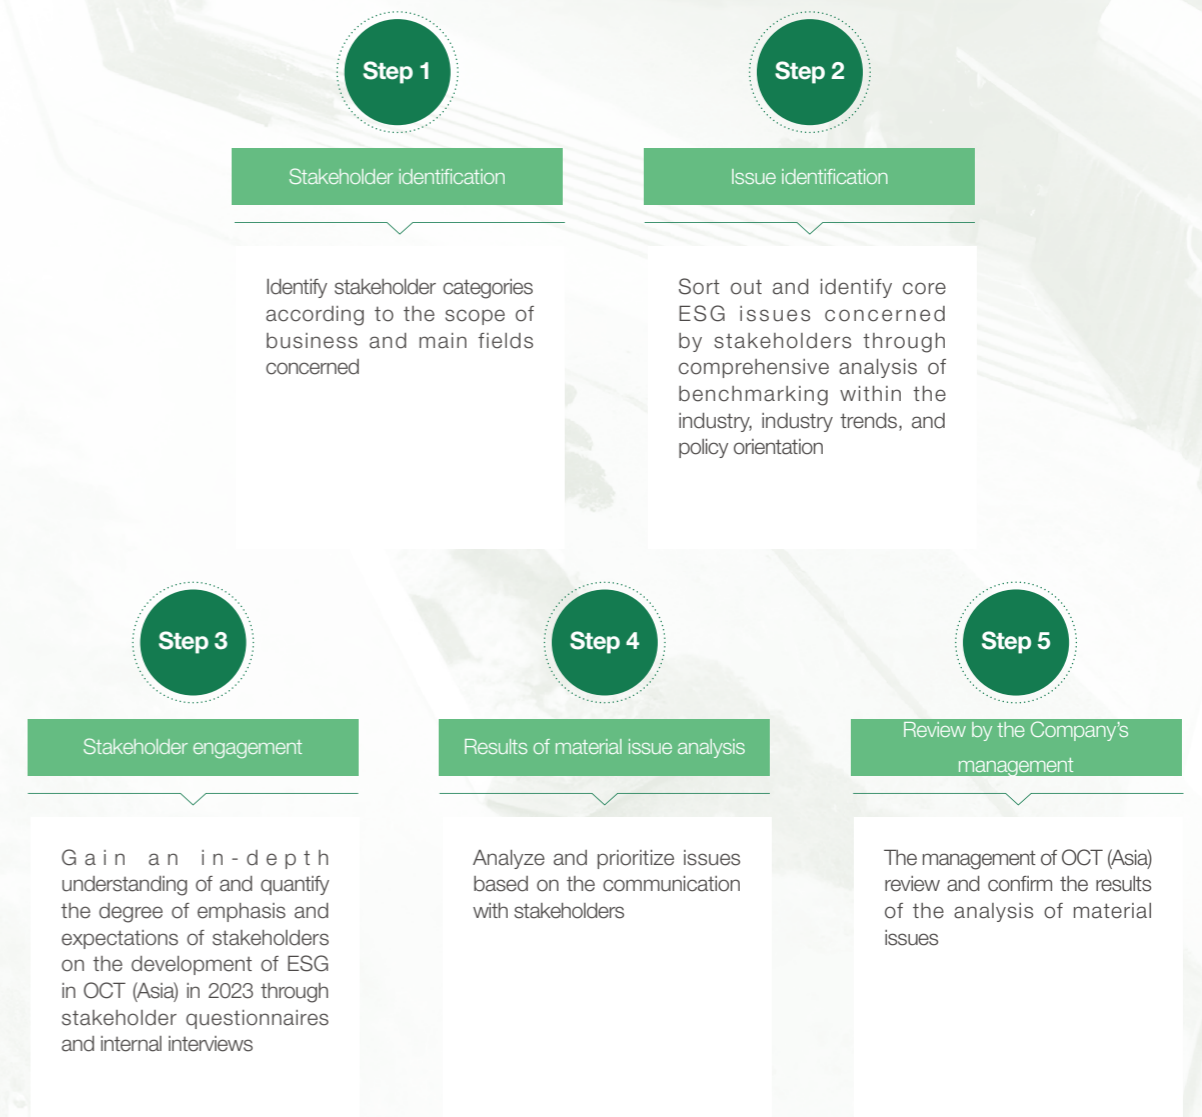 Step 1
Step 2
Stakeholder identification
Issue identification
Identify stakeholder categories
according to the scope of
business and main fields
concerned
Sort out and identify core
ESG issues concerned
by stakeholders through
comprehensive analysis of
benchmarking within the
industry, industry trends, and
policy orientation
Step 3
Step 4
Step 5
Stakeholder engagement
Results of material issue analysis
Review by the Company's
management
Gain an in-depth
understanding of and quantify
the degree of emphasis and
expectations of stakeholders
on the development of ESG
in OCT (Asia) in 2023 through
stakeholder questionnaires
and internal interviews
Analyze and prioritize issues
based on the communication
with stakeholders
The management of OCT (Asia)
review and confirm the results
of the analysis of material
issues